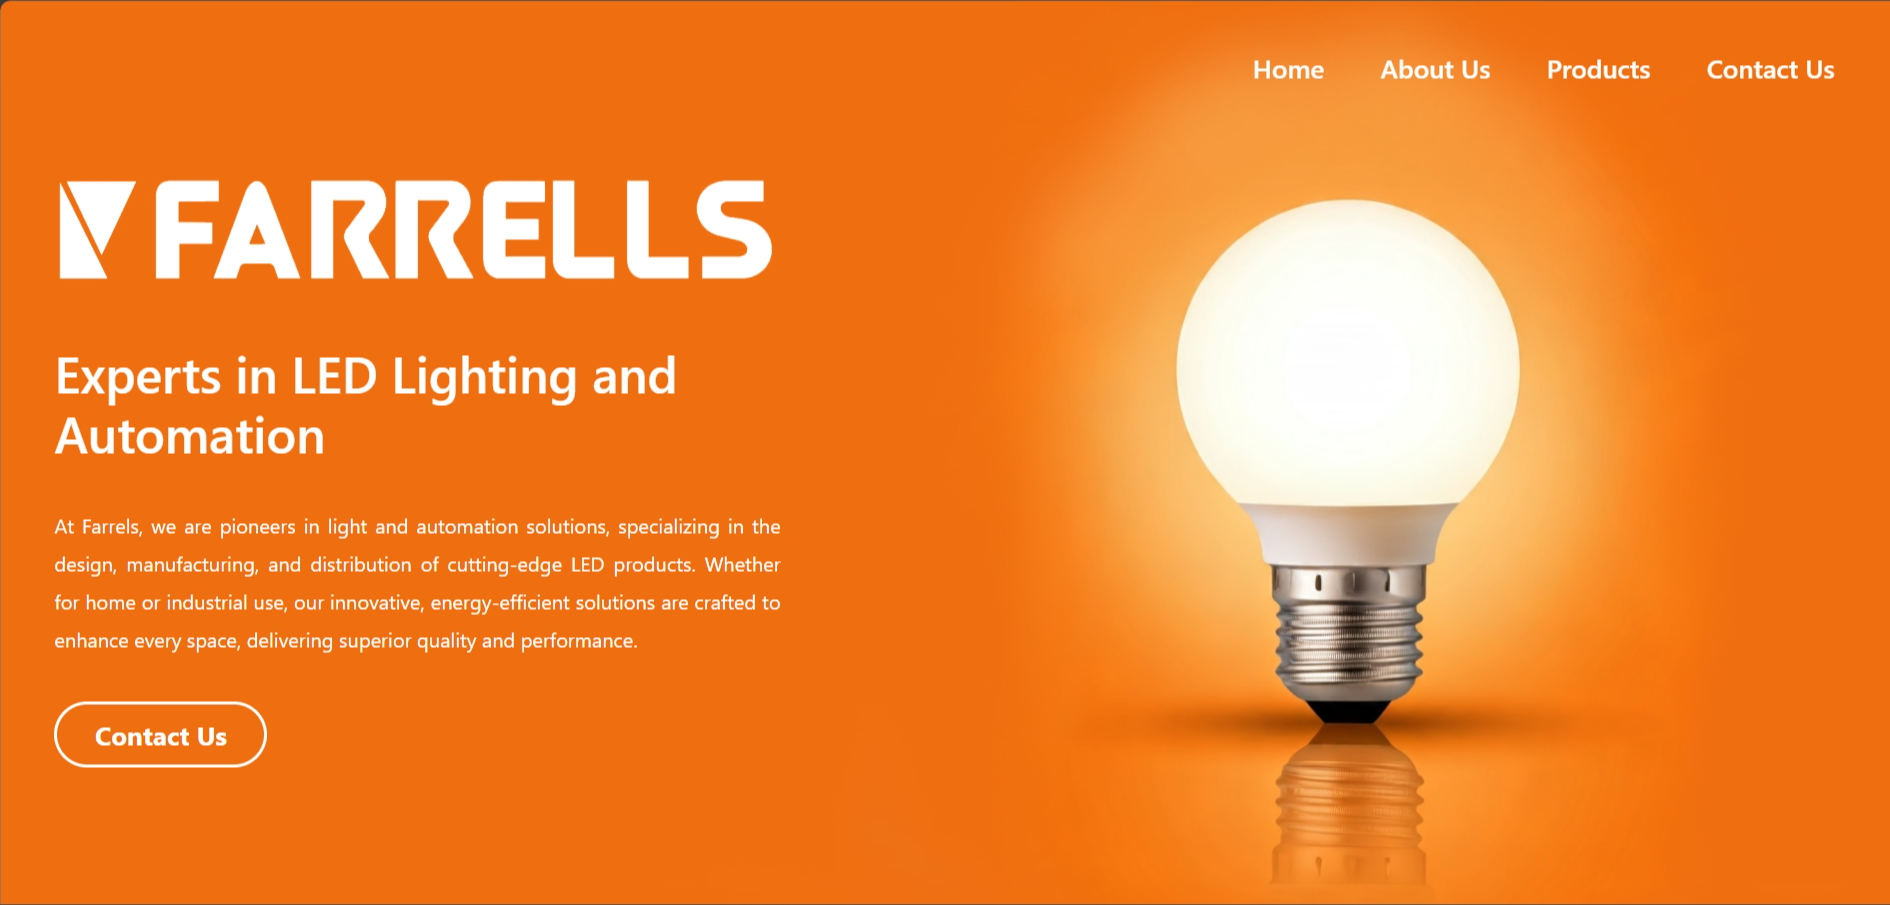 Home About Us Products Contact Us
FARRELLS
Experts in LED Lighting and
Automation
At Farrels, we are pioneers in light and automation solutions, specializing in the
design, manufacturing, and distribution of cutting-edge LED products. Whether
for home or industrial use, our innovative, energy-efficient solutions are crafted to
enhance every space, delivering superior quality and performance.
Contact Us